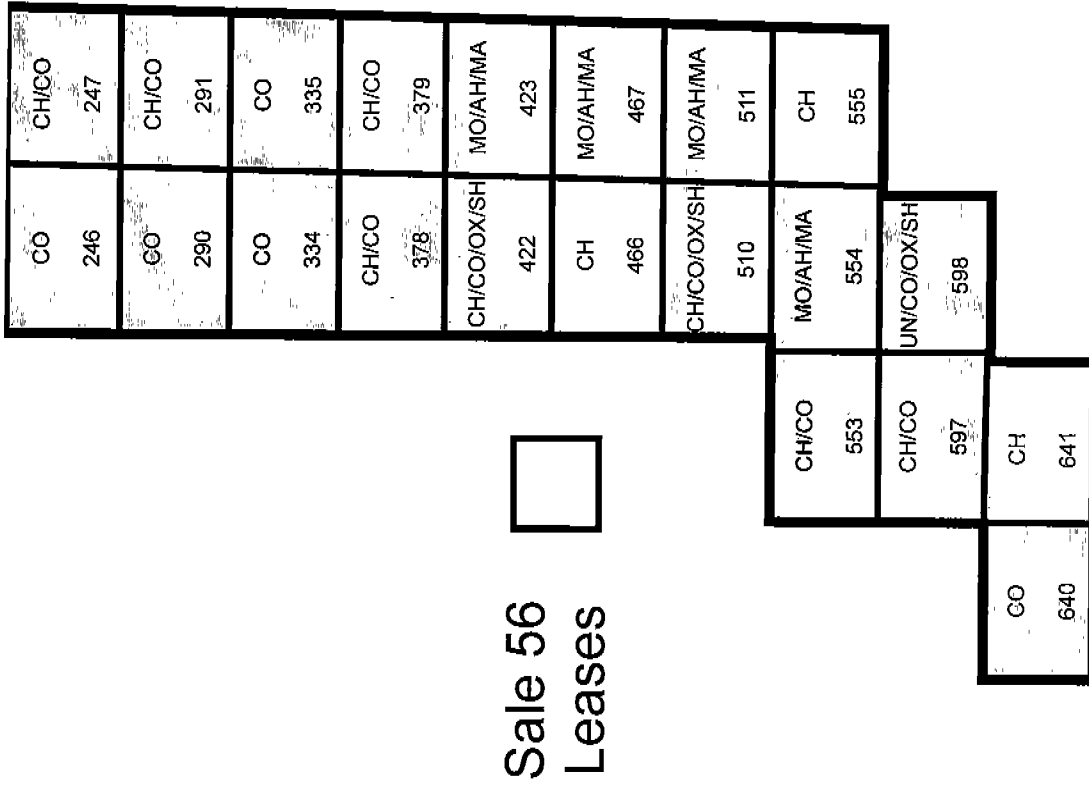 CO
246
CH/CO
247
CO
290
CH/CO
291
CO
334
CO
335
CH/CO
378
CH/CO
379
CH/CO/OX/SH
422
MO/AH/MA
423
CH
466
MO/AH/MA
467
CH/CO/OX/SH
510
MO/AH/MA
511
CH/CO
553
MO/AH/MA
554
CH
555
CH/CO
597
UN/CO/OX/SH
598
CO
640
CH
641
Sale 56
Leases